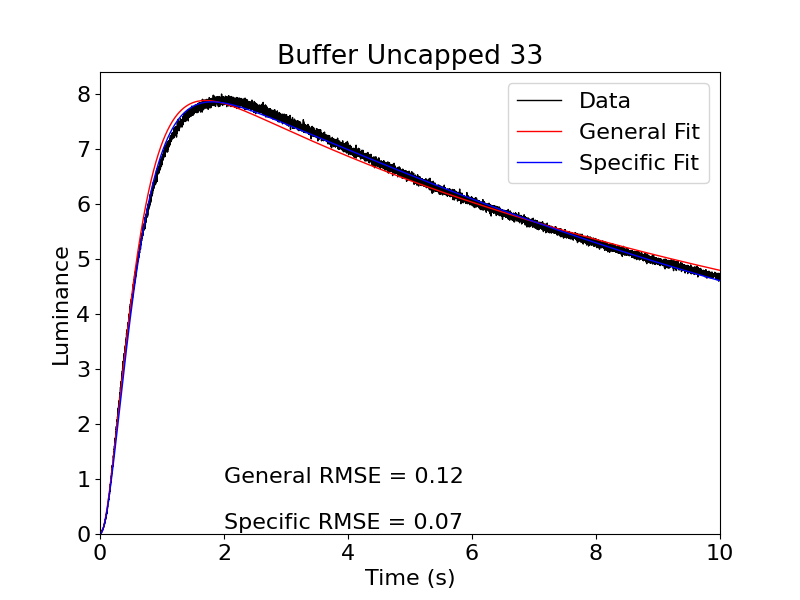 Buffer Uncapped 33
Data
General Fit
Specific Fit
8
7
6
5
4
3
2
1
0
Luminance
General RMSE = 0.12
Specific RMSE = 0.07
0 2 4 6 8 10
Time (s)